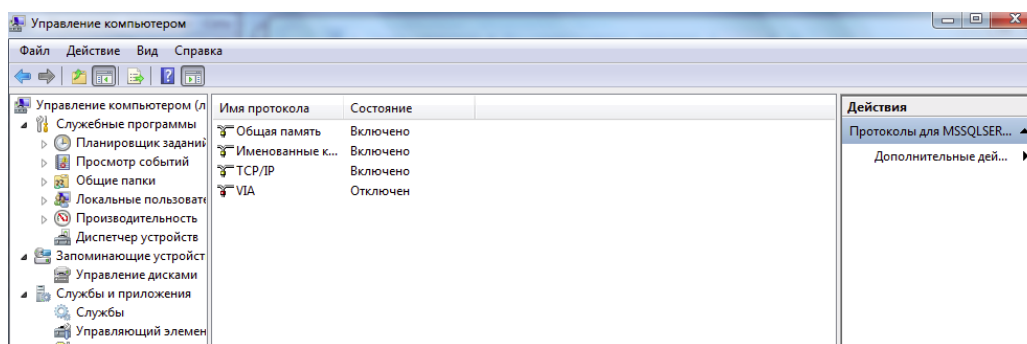 Управление компьютером
Файл Действие Вид Справка
Управление компьютером (л
Служебные программы
Планировщик заданий
Просмотр событий
Общие папки
Локальные пользовате
Производительность
Диспетчер устройств
Запоминающие устройст
Управление дисками
Службы и приложения
Службы
Управляющий элемен
Имя протокола Состояние
Общая память Включено
Именованные к... Включено
TCP/IP Включено
VIA Отключен
Действия
Протоколы для MSSQLSER...
Дополнительные дей...